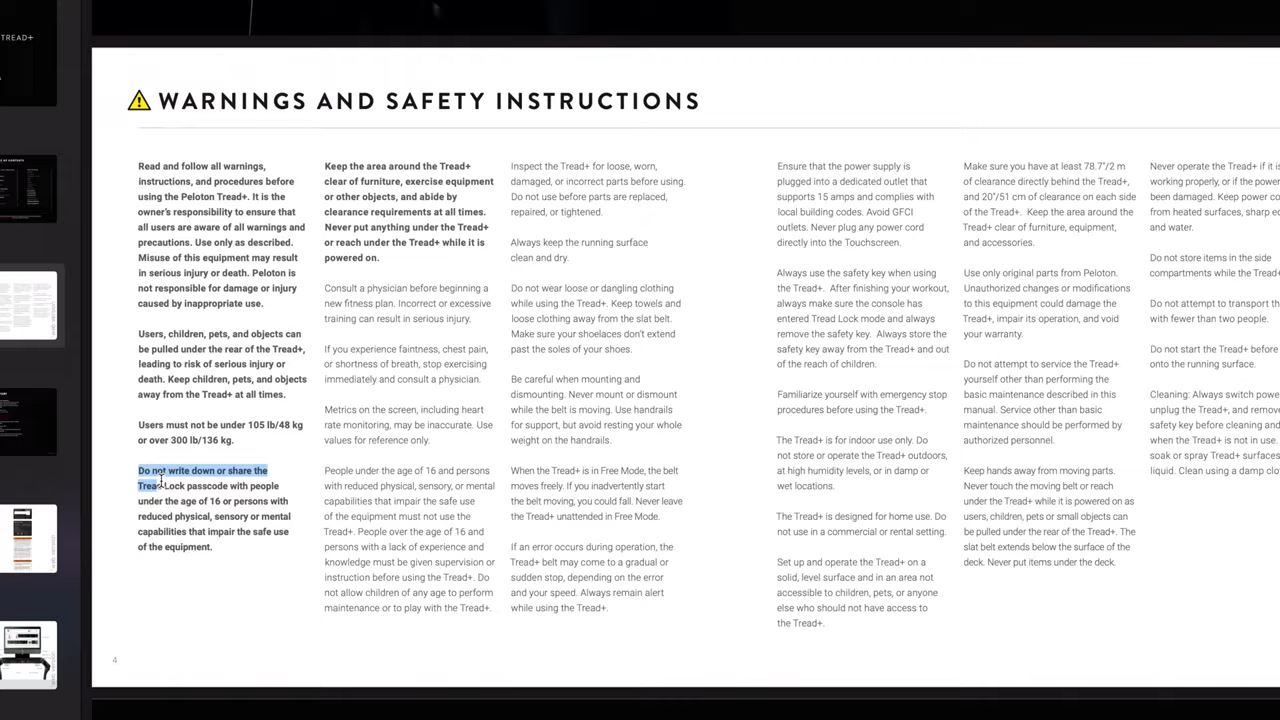 TREAD+
WARNINGS AND SAFETY INSTRUCTIONS
Read and follow all warnings,
instructions, and procedures before
using the Peloton Tread+. It is the
owner's responsibility to ensure that
all users are aware of all warnings and
precautions. Use only as described.
Misuse of this equipment may result
in serious injury or death. Peloton is
not responsible for damage or injury
caused by inappropriate use.
Users, children, pets, and objects can
be pulled under the rear of the Tread+,
leading to risk of serious injury or
death. Keep children, pets, and objects
away from the Tread+ at all times.
Users must not be under 105 lb/48 kg
or over 300 lb/136 kg.
Do not write down or share the
Tread Lock passcode with people
under the age of 16 or persons with
reduced physical, sensory or mental
capabilities that impair the safe use
of the equipment.
Keep the area around the Tread+
clear of furniture, exercise equipment
or other objects, and abide by
clearance requirements at all times.
Never put anything under the Tread+
or reach under the Tread+ while it is
powered on.
Consult a physician before beginning a
new fitness plan. Incorrect or excessive
training can result in serious injury.
If you experience faintness, chest pain,
or shortness of breath, stop exercising
immediately and consult a physician.
Metrics on the screen, including heart
rate monitoring, may be inaccurate. Use
values for reference only.
People under the age of 16 and persons
with reduced physical, sensory, or mental
capabilities that impair the safe use
of the equipment must not use the
Tread+. People over the age of 16 and
persons with a lack of experience and
knowledge must be given supervision or
instruction before using the Tread+. Do
not allow children of any age to perform
maintenance or to play with the Tread+.
Inspect the Tread+ for loose, worn,
damaged, or incorrect parts before using.
Do not use before parts are replaced,
repaired, or tightened.
Always keep the running surface
clean and dry.
Do not wear loose or dangling clothing
while using the Tread+. Keep towels and
loose clothing away from the slat belt.
Make sure your shoelaces don't extend
past the soles of your shoes.
Be careful when mounting and
dismounting. Never mount or dismount
while the belt is moving. Use handrails
for support, but avoid resting your whole
weight on the handrails.
When the Tread+ is in Free Mode, the belt
moves freely. If you inadvertently start
the belt moving, you could fall. Never leave
the Tread+ unattended in Free Mode.
If an error occurs during operation, the
Tread+ belt may come to a gradual or
sudden stop, depending on the error
and your speed. Always remain alert
while using the Tread+.
Ensure that the power supply is
plugged into a dedicated outlet that
supports 15 amps and complies with
local building codes. Avoid GFCI
outlets. Never plug any power cord
directly into the Touchscreen.
Always use the safety key when using
the Tread+. After finishing your workout,
always make sure the console has
entered Tread Lock mode and always
remove the safety key. Always store the
safety key away from the Tread+ and out
of the reach of children.
Familiarize yourself with emergency stop
procedures before using the Tread+.
The Tread+ is for indoor use only. Do
not store or operate the Tread+ outdoors,
at high humidity levels, or in damp or
wet locations.
The Tread+ is designed for home use. Do
not use in a commercial or rental setting.
Set up and operate the Tread+ on a
solid, level surface and in an area not
accessible to children, pets, or anyone
else who should not have access to
the Tread+.
Make sure you have at least 78.7"/2 m
of clearance directly behind the Tread+,
and 20"/51 cm of clearance on each side
of the Tread+. Keep the area around the
Tread+ clear of furniture, equipment,
and accessories.
Use only original parts from Peloton.
Unauthorized changes or modifications
to this equipment could damage the
Tread+, impair its operation, and void
your warranty.
Do not attempt to service the Tread+
yourself other than performing the
basic maintenance described in this
manual. Service other than basic
maintenance should be performed by
authorized personnel.
Keep hands away from moving parts.
Never touch the moving belt or reach
under the Tread+ while it is powered on as
users, children, pets or small objects can
be pulled under the rear of the Tread+. The
slat belt extends below the surface of the
deck. Never put items under the deck.
Never operate the Tread+ if it is
working properly, or if the power
been damaged. Keep power co
from heated surfaces, sharp ed
and water.
Do not store items in the side
compartments while the Tread+
Do not attempt to transport th
with fewer than two people.
Do not start the Tread+ before
onto the running surface.
Cleaning: Always switch powe
unplug the Tread+, and remov
safety key before cleaning and
when the Tread+ is not in use.
soak or spray Tread+ surfaces
liquid. Clean using a damp clo
4